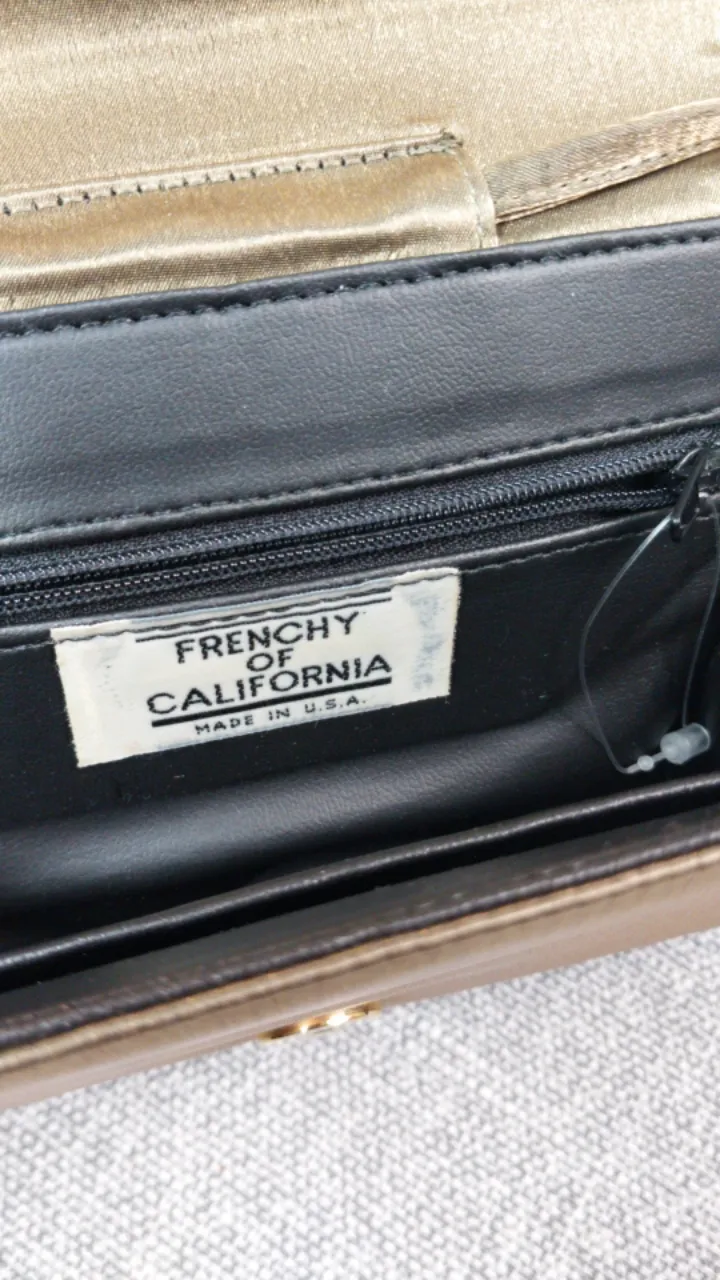 FRENCHY
OF
CALIFORNIA
MADE IN U.S.A.